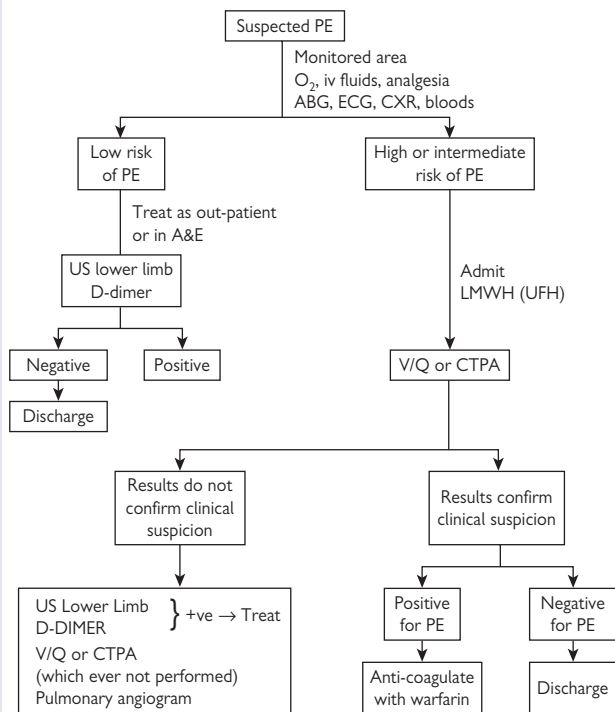 Suspected PE
Monitored area
O2, iv fluids, analgesia
ABG, ECG, CXR, bloods
Low risk
of PE
High or intermediate
risk of PE
Treat as out-patient
or in A&E
US lower limb
D-dimer
Admit
LMWH (UFH)
Negative
Positive
V/Q or CTPA
Discharge
Results do not
confirm clinical
suspicion
Results confirm
clinical suspicion
US Lower Limb
D-DIMER
} +ve → Treat
V/Q or CTPA
(which ever not performed)
Pulmonary angiogram
Positive
for PE
Negative
for PE
Anti-coagulate
with warfarin
Discharge